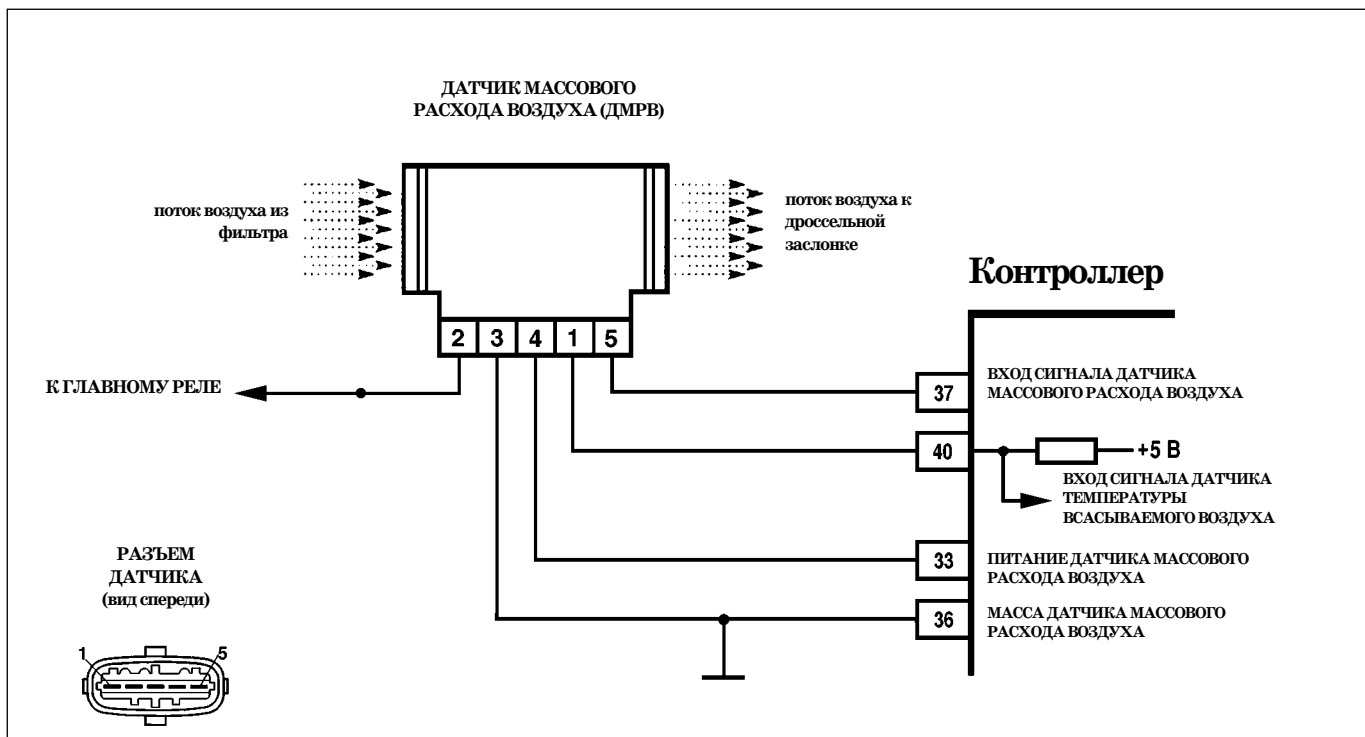 ДАТЧИК МАССОВОГО
РАСХОДА ВОЗДУХА (ДМРВ)
поток воздуха из
фильтра
поток воздуха к
дроссельной
заслонке
Контроллер
2 3 4 1 5
К ГЛАВНОМУ РЕЛЕ
37
ВХОД СИГНАЛА ДАТЧИКА
МАССОВОГО РАСХОДА ВОЗДУХА
40
+5 В
ВХОД СИГНАЛА ДАТЧИКА
ТЕМПЕРАТУРЫ
ВСАСЫВАЕМОГО ВОЗДУХА
33
ПИТАНИЕ ДАТЧИКА МАССОВОГО
РАСХОДА ВОЗДУХА
36
МАССА ДАТЧИКА МАССОВОГО
РАСХОДА ВОЗДУХА
РАЗЪЕМ
ДАТЧИКА
(вид спереди)
1 5